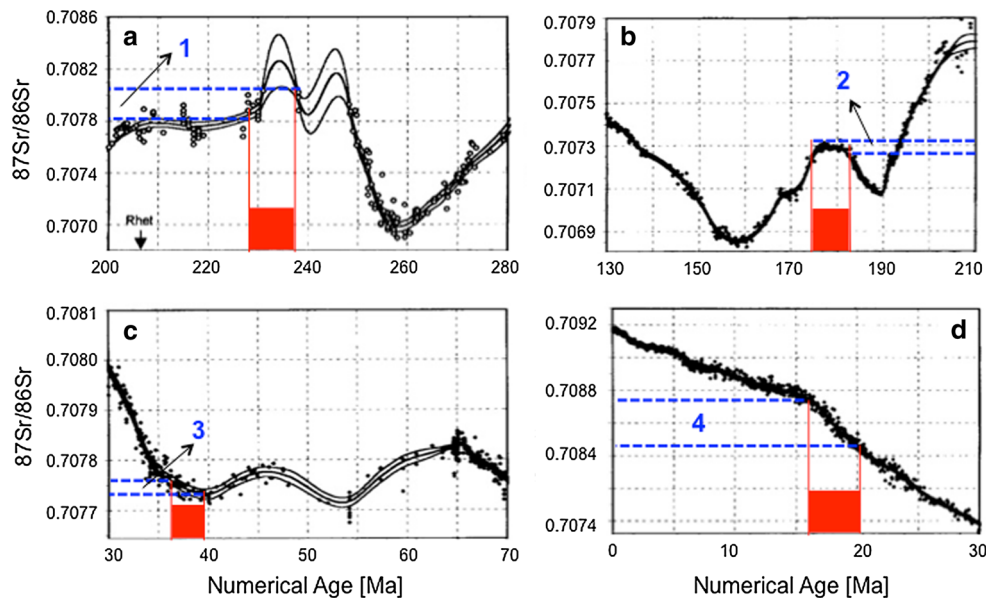 a
1
87Sr/86Sr
0.7086
0.7082
0.7078
0.7074
0.7070
Rhet
200 220 240 260 280
b
2
0.7079
0.7077
0.7075
0.7073
0.7071
0.7069
130 150 170 190 210
c
3
87Sr/86Sr
0.7081
0.7080
0.7079
0.7078
0.7078
0.7077
30 40 50 60 70
Numerical Age [Ma]
d
4
0.7092
0.7088
0.7084
0.7074
0 10 20 30
Numerical Age [Ma]